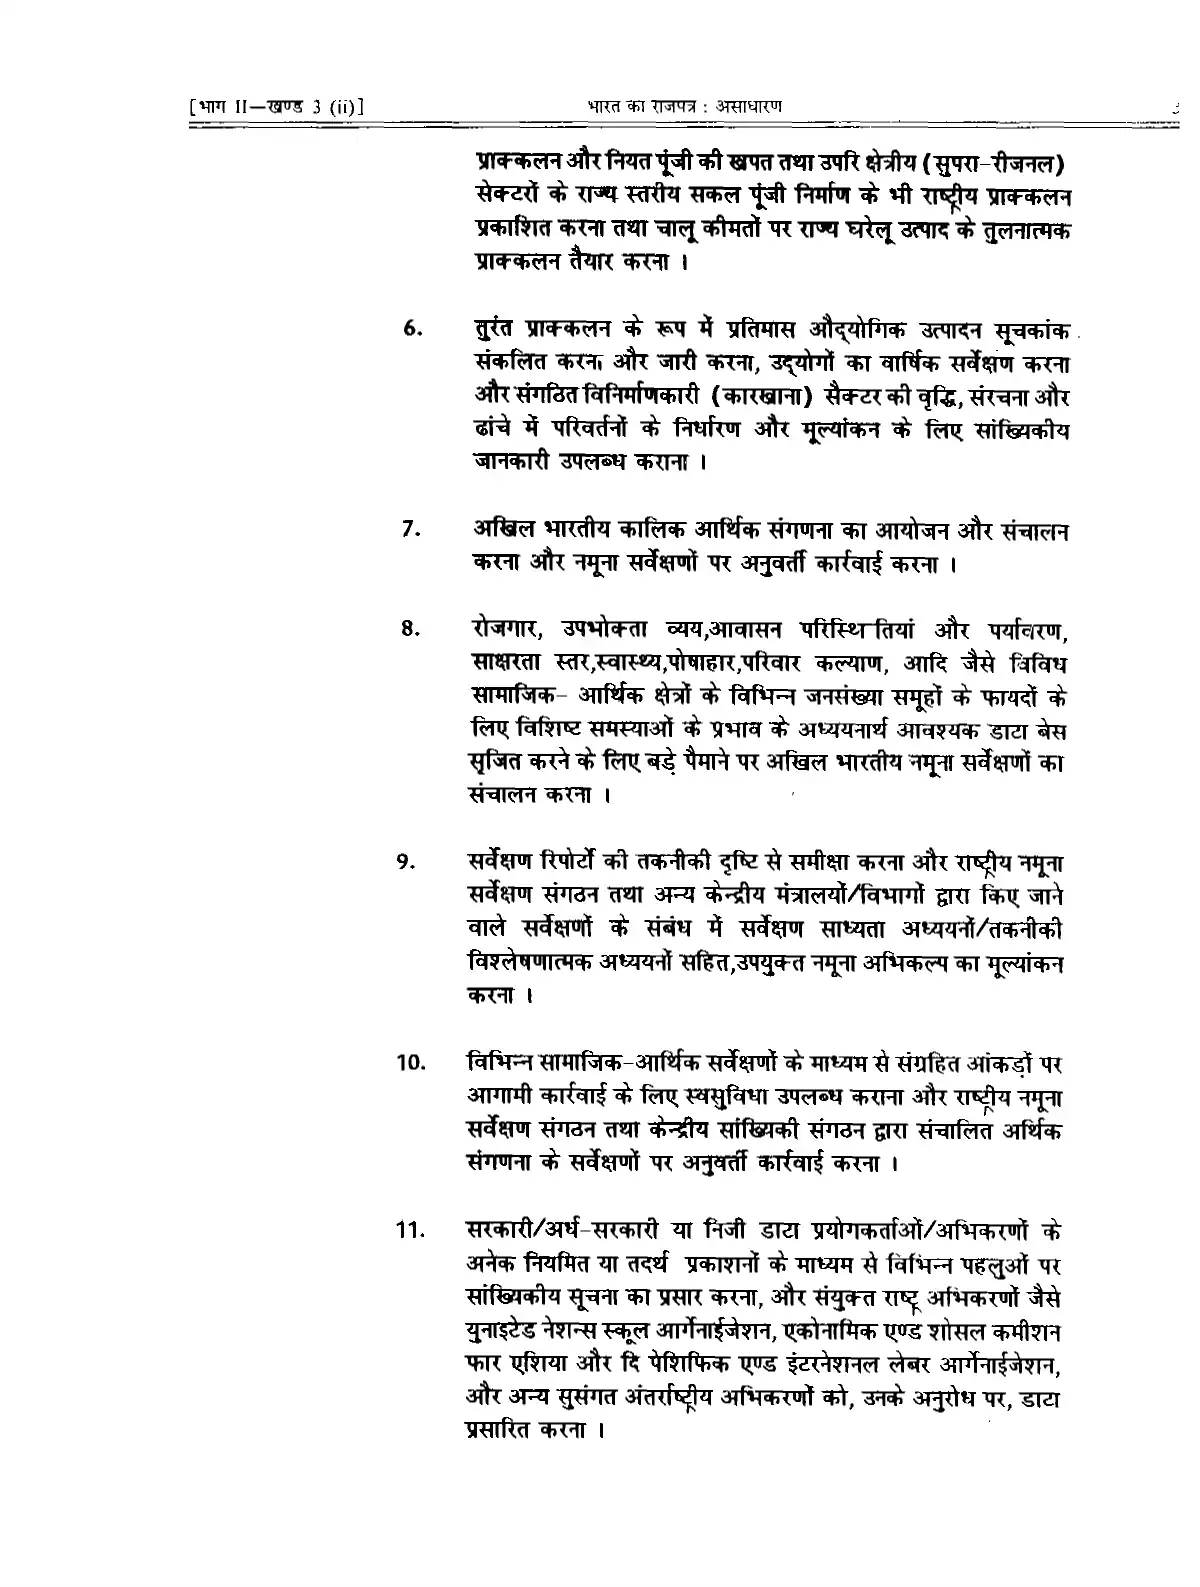 [भाग II—खण्ड 3 (ii)]
भारत का राजपत्र : असाधारण
प्राक्कलन और नियत पूंजी की खपत तथा उपरि क्षेत्रीय (सुपरा-रीजनल)
सेक्टरों के राज्य स्तरीय सकल पूंजी निर्माण के भी राष्ट्रीय प्राक्कलन
प्रकाशित करना तथा चालू कीमतों पर राज्य घरेलू उत्पाद के तुलनात्मक
प्राक्कलन तैयार करना ।
6. तुरंत प्राक्कलन के रूप में प्रतिमास औद्योगिक उत्पादन सूचकांक
संकलित करना और जारी करना, उद्योगों का वार्षिक सर्वेक्षण करना
और संगठित विनिर्माणकारी (कारखाना) सैक्टर की वृद्धि, संरचना और
ढांचे में परिवर्तनों के निर्धारण और मूल्यांकन के लिए सांख्यिकीय
जानकारी उपलब्ध कराना ।
7. अखिल भारतीय कालिक आर्थिक संगणना का आयोजन और संचालन
करना और नमूना सर्वेक्षणों पर अनुवर्ती कार्रवाई करना ।
8. रोजगार, उपभोक्ता व्यय,आवासन परिस्थितियां और पर्यावरण,
साक्षरता स्तर,स्वास्थ्य,पोषाहार,परिवार कल्याण, आदि जैसे विविध
सामाजिक- आर्थिक क्षेत्रों के विभिन्न जनसंख्या समूहों के फायदों के
लिए विशिष्ट समस्याओं के प्रभाव के अध्ययनार्थ आवश्यक डाटा बेस
सृजित करने के लिए बड़े पैमाने पर अखिल भारतीय नमूना सर्वेक्षणों का
संचालन करना ।
9. सर्वेक्षण रिपोर्टों की तकनीकी दृष्टि से समीक्षा करना और राष्ट्रीय नमूना
सर्वेक्षण संगठन तथा अन्य केन्द्रीय मंत्रालयों/विभागों द्वारा किए जाने
वाले सर्वेक्षणों के संबंध में सर्वेक्षण साध्यता अध्ययनों/तकनीकी
विश्लेषणात्मक अध्ययनों सहित,उपयुक्त नमूना अभिकल्प का मूल्यांकन
करना ।
10. विभिन्न सामाजिक-आर्थिक सर्वेक्षणों के माध्यम से संग्रहित आंकड़ों पर
आगामी कार्रवाई के लिए स्वसुविधा उपलब्ध कराना और राष्ट्रीय नमूना
सर्वेक्षण संगठन तथा केन्द्रीय सांख्यिकी संगठन द्वारा संचालित अर्थिक
संगणना के सर्वेक्षणों पर अनुवर्ती कार्रवाई करना ।
11. सरकारी/अर्ध-सरकारी या निजी डाटा प्रयोगकर्ताओं/अभिकरणों के
अनेक नियमित या तदर्थ प्रकाशनों के माध्यम से विभिन्न पहलुओं पर
सांख्यिकीय सूचना का प्रसार करना, और संयुक्त राष्ट्र अभिकरणों जैसे
युनाइटेड नेशन्स स्कूल आर्गेनाईजेशन, एकोनामिक एण्ड शोसल कमीशन
फार एशिया और दि पेशिफिक एण्ड इंटरनेशनल लेबर आर्गेनाईजेशन,
और अन्य सुसंगत अंतर्राष्ट्रीय अभिकरणों को, उनके अनुरोध पर, डाटा
प्रसारित करना ।